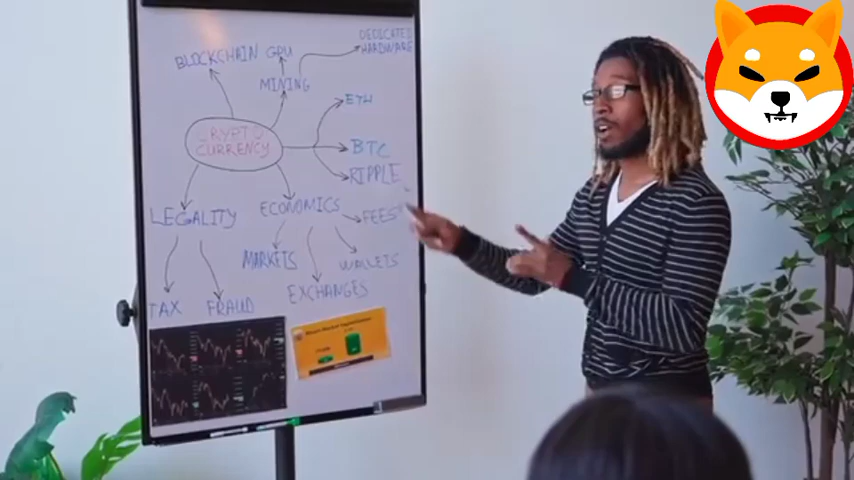 DEDICATED
HARDWARE
BLOCKCHAIN GPU
MINING
ETH
CRYPTO
CURRENCY
BTC
RIPPLE
LEGALITY
ECONOMICS
FEES
MARKETS
WALLETS
EXCHANGES
TAX
FRAUD